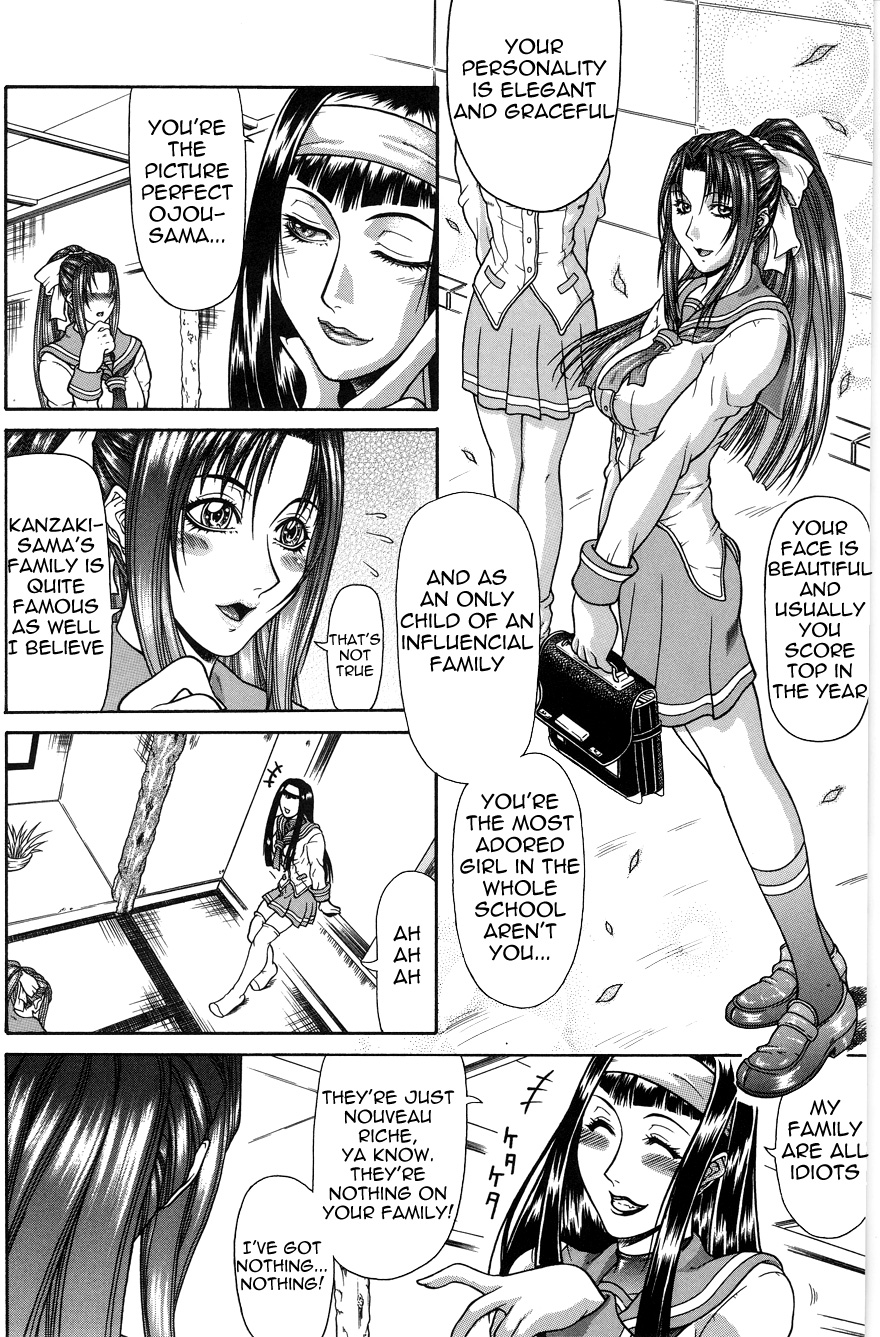 YOUR
PERSONALITY
IS ELEGANT
AND GRACEFUL
YOUR
FACE IS
BEAUTIFUL
AND
USUALLY
YOU
SCORE
TOP IN
THE YEAR
AND AS
AN ONLY
CHILD OF AN
INFLUENCIAL
FAMILY
YOU'RE
THE MOST
ADORED
GIRL IN THE
WHOLE
SCHOOL
AREN'T
YOU...
YOU'RE
THE
PICTURE
PERFECT
OJOU-
SAMA...
THAT'S
NOT
TRUE
KANZAKI-
SAMA'S
FAMILY IS
QUITE
FAMOUS
AS WELL
I BELIEVE
AH
AH
AH
MY
FAMILY
ARE ALL
IDIOTS
ケタ
ケタ
THEY'RE JUST
NOUVEAU
RICHE,
YA KNOW.
THEY'RE
NOTHING ON
YOUR FAMILY!
I'VE GOT
NOTHING...
NOTHING!